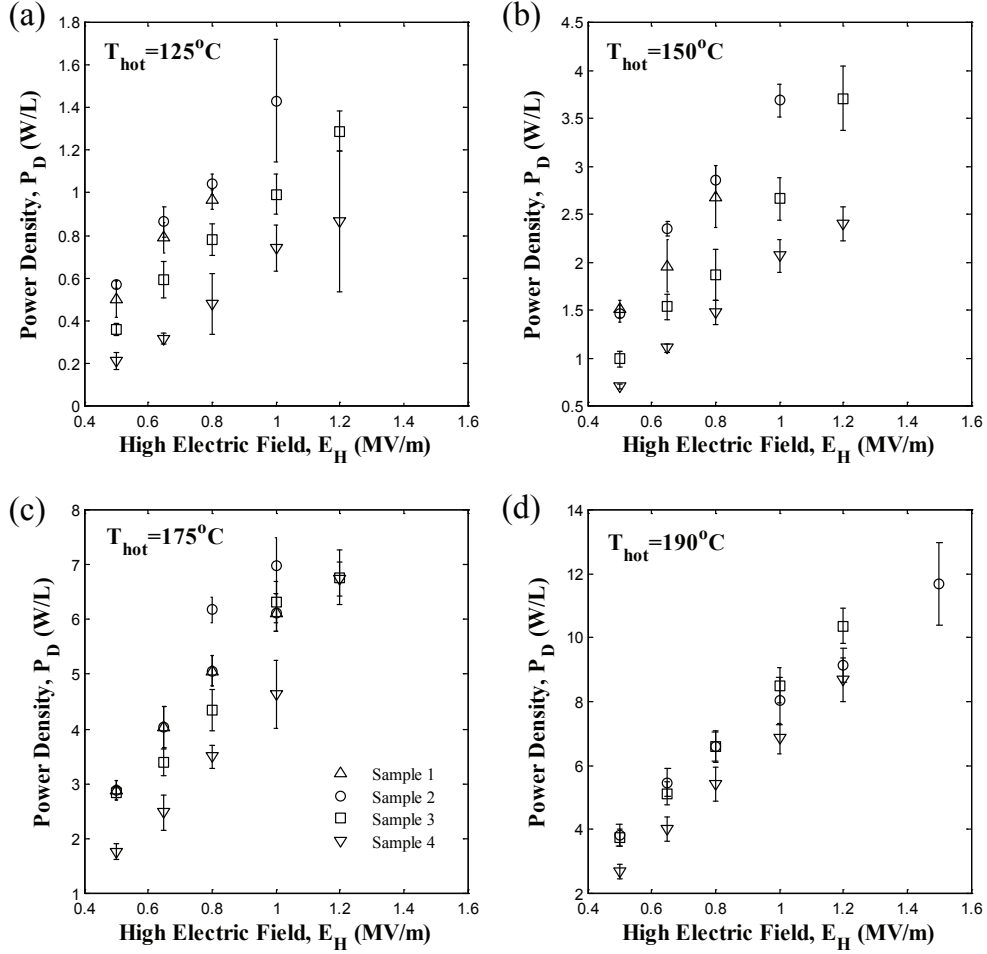 (a)
T_hot=125°C
1.8
1.6
1.4
1.2
1
0.8
0.6
0.4
0.2
0
Power Density, P_D (W/L)
0.4 0.6 0.8 1 1.2 1.4 1.6
High Electric Field, E_H (MV/m)
(b)
T_hot=150°C
4.5
4
3.5
3
2.5
2
1.5
1
0.5
Power Density, P_D (W/L)
0.4 0.6 0.8 1 1.2 1.4 1.6
High Electric Field, E_H (MV/m)
(c)
T_hot=175°C
8
7
6
5
4
3
2
1
Power Density, P_D (W/L)
Sample 1
Sample 2
Sample 3
Sample 4
0.4 0.6 0.8 1 1.2 1.4 1.6
High Electric Field, E_H (MV/m)
(d)
T_hot=190°C
14
12
10
8
6
4
2
Power Density, P_D (W/L)
0.4 0.6 0.8 1 1.2 1.4 1.6
High Electric Field, E_H (MV/m)